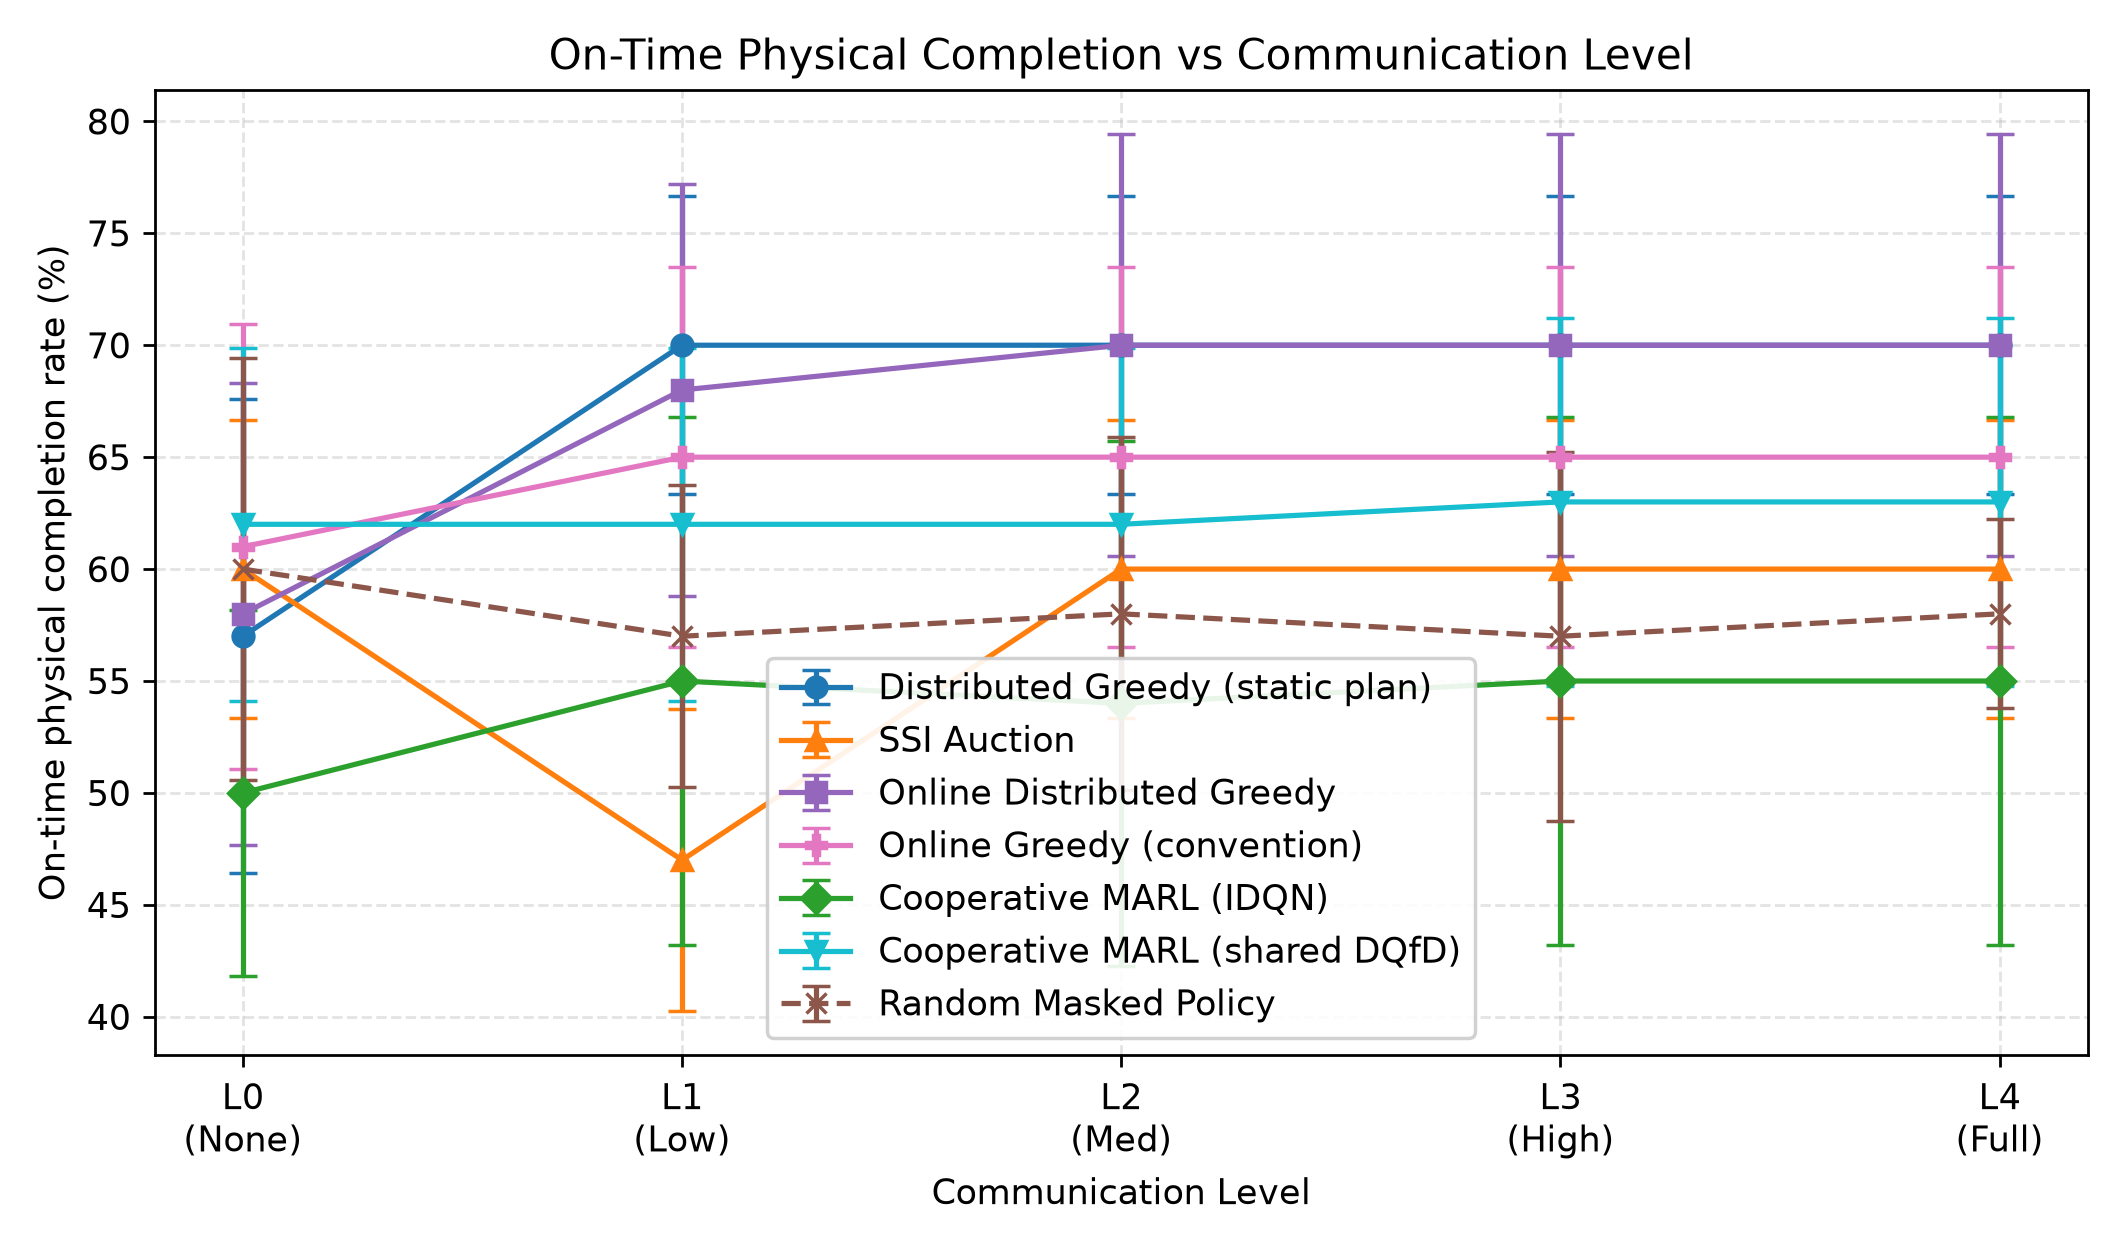 On-Time Physical Completion vs Communication Level
On-time physical completion rate (%)
80
75
70
65
60
55
50
45
40
Distributed Greedy (static plan)
SSI Auction
Online Distributed Greedy
Online Greedy (convention)
Cooperative MARL (IDQN)
Cooperative MARL (shared DQfD)
Random Masked Policy
L0
(None)
L1
(Low)
L2
(Med)
L3
(High)
L4
(Full)
Communication Level